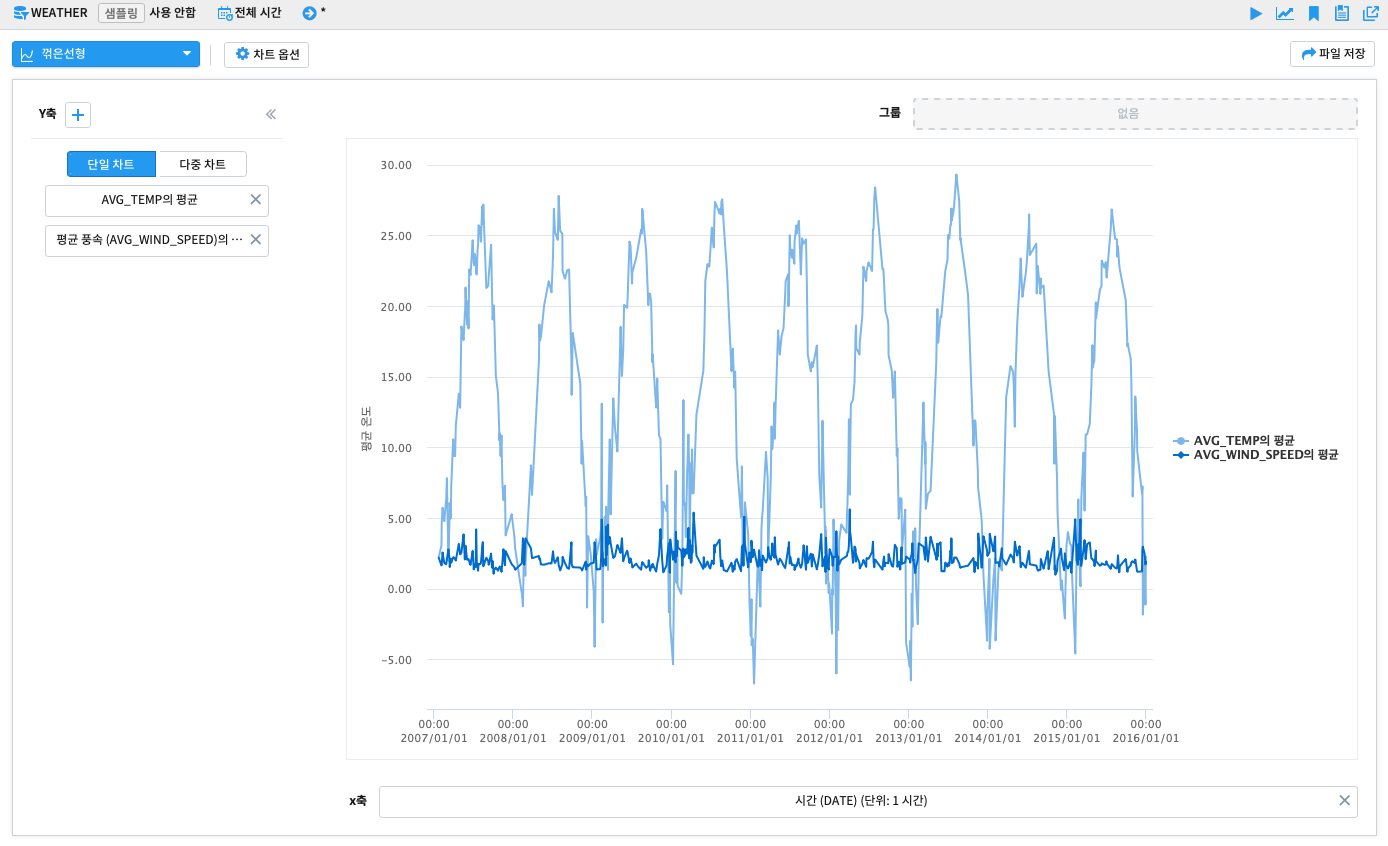 WEATHER 샘플링 사용 안함 전체 시간 *
꺾은선형 차트 옵션 파일 저장
Y축
그룹 없음
단일 차트 다중 차트
AVG_TEMP의 평균
평균 풍속 (AVG_WIND_SPEED)의 ···
30.00
25.00
20.00
15.00
10.00
5.00
0.00
-5.00
평균 온도
AVG_TEMP의 평균
AVG_WIND_SPEED의 평균
00:00 00:00 00:00 00:00 00:00 00:00 00:00 00:00 00:00 00:00
2007/01/01 2008/01/01 2009/01/01 2010/01/01 2011/01/01 2012/01/01 2013/01/01 2014/01/01 2015/01/01 2016/01/01
x축 시간 (DATE) (단위: 1 시간)